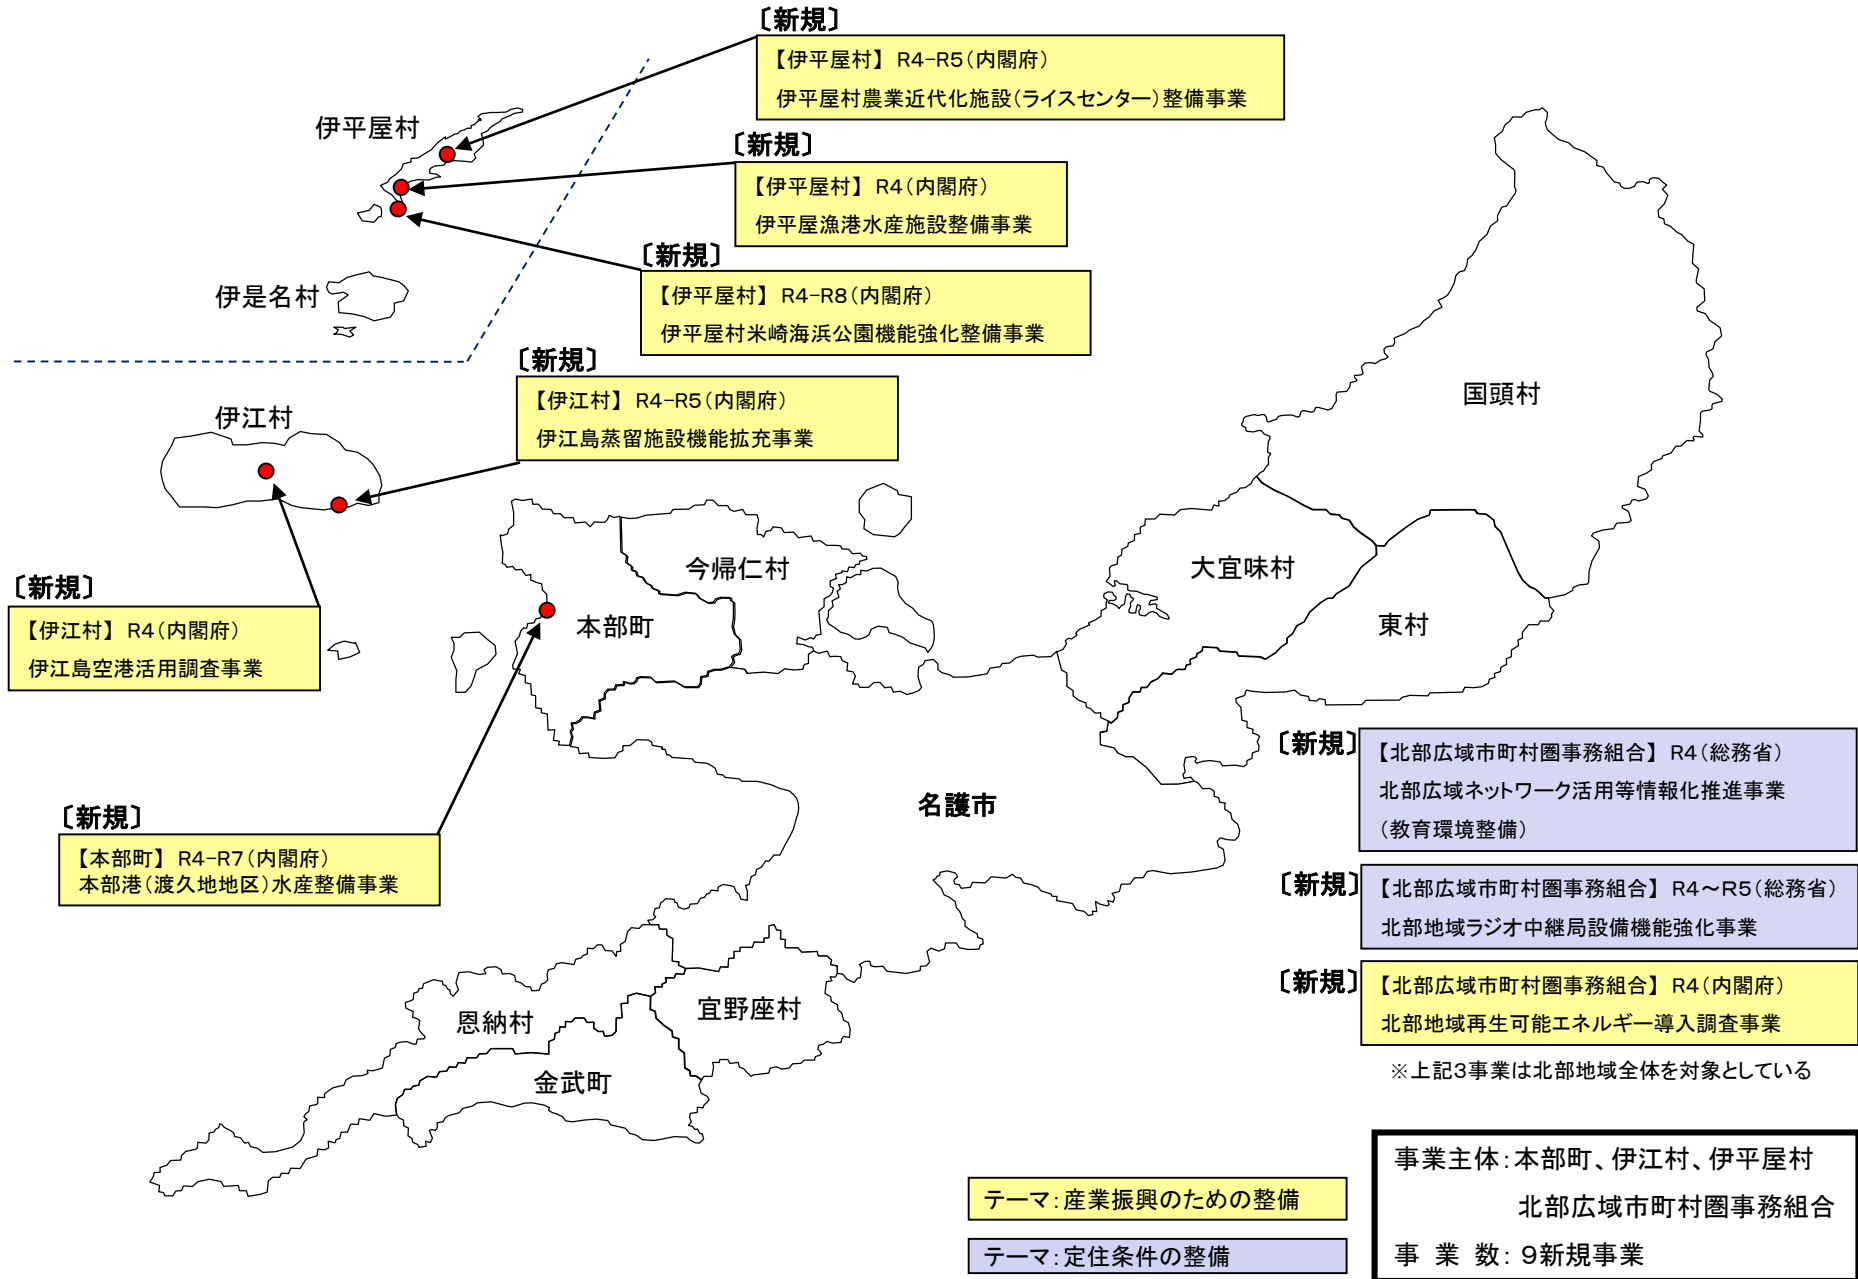 〔新規〕
【伊平屋村】 R4-R5(内閣府)
伊平屋村農業近代化施設(ライスセンター)整備事業
伊平屋村
〔新規〕
【伊平屋村】 R4(内閣府)
伊平屋漁港水産施設整備事業
〔新規〕
【伊平屋村】 R4-R8(内閣府)
伊平屋村米崎海浜公園機能強化整備事業
伊是名村
〔新規〕
【伊江村】 R4-R5(内閣府)
伊江島蒸留施設機能拡充事業
伊江村
国頭村
大宜味村
東村
今帰仁村
本部町
〔新規〕
【伊江村】 R4(内閣府)
伊江島空港活用調査事業
〔新規〕
【本部町】 R4-R7(内閣府)
本部港(渡久地地区)水産整備事業
名護市
〔新規〕
【北部広域市町村圏事務組合】 R4(総務省)
北部広域ネットワーク活用等情報化推進事業
(教育環境整備)
〔新規〕
【北部広域市町村圏事務組合】 R4～R5(総務省)
北部地域ラジオ中継局設備機能強化事業
〔新規〕
【北部広域市町村圏事務組合】 R4(内閣府)
北部地域再生可能エネルギー導入調査事業
※上記3事業は北部地域全体を対象としている
恩納村
宜野座村
金武町
テーマ:産業振興のための整備
テーマ:定住条件の整備
事業主体:本部町、伊江村、伊平屋村
北部広域市町村圏事務組合
事 業 数: 9新規事業